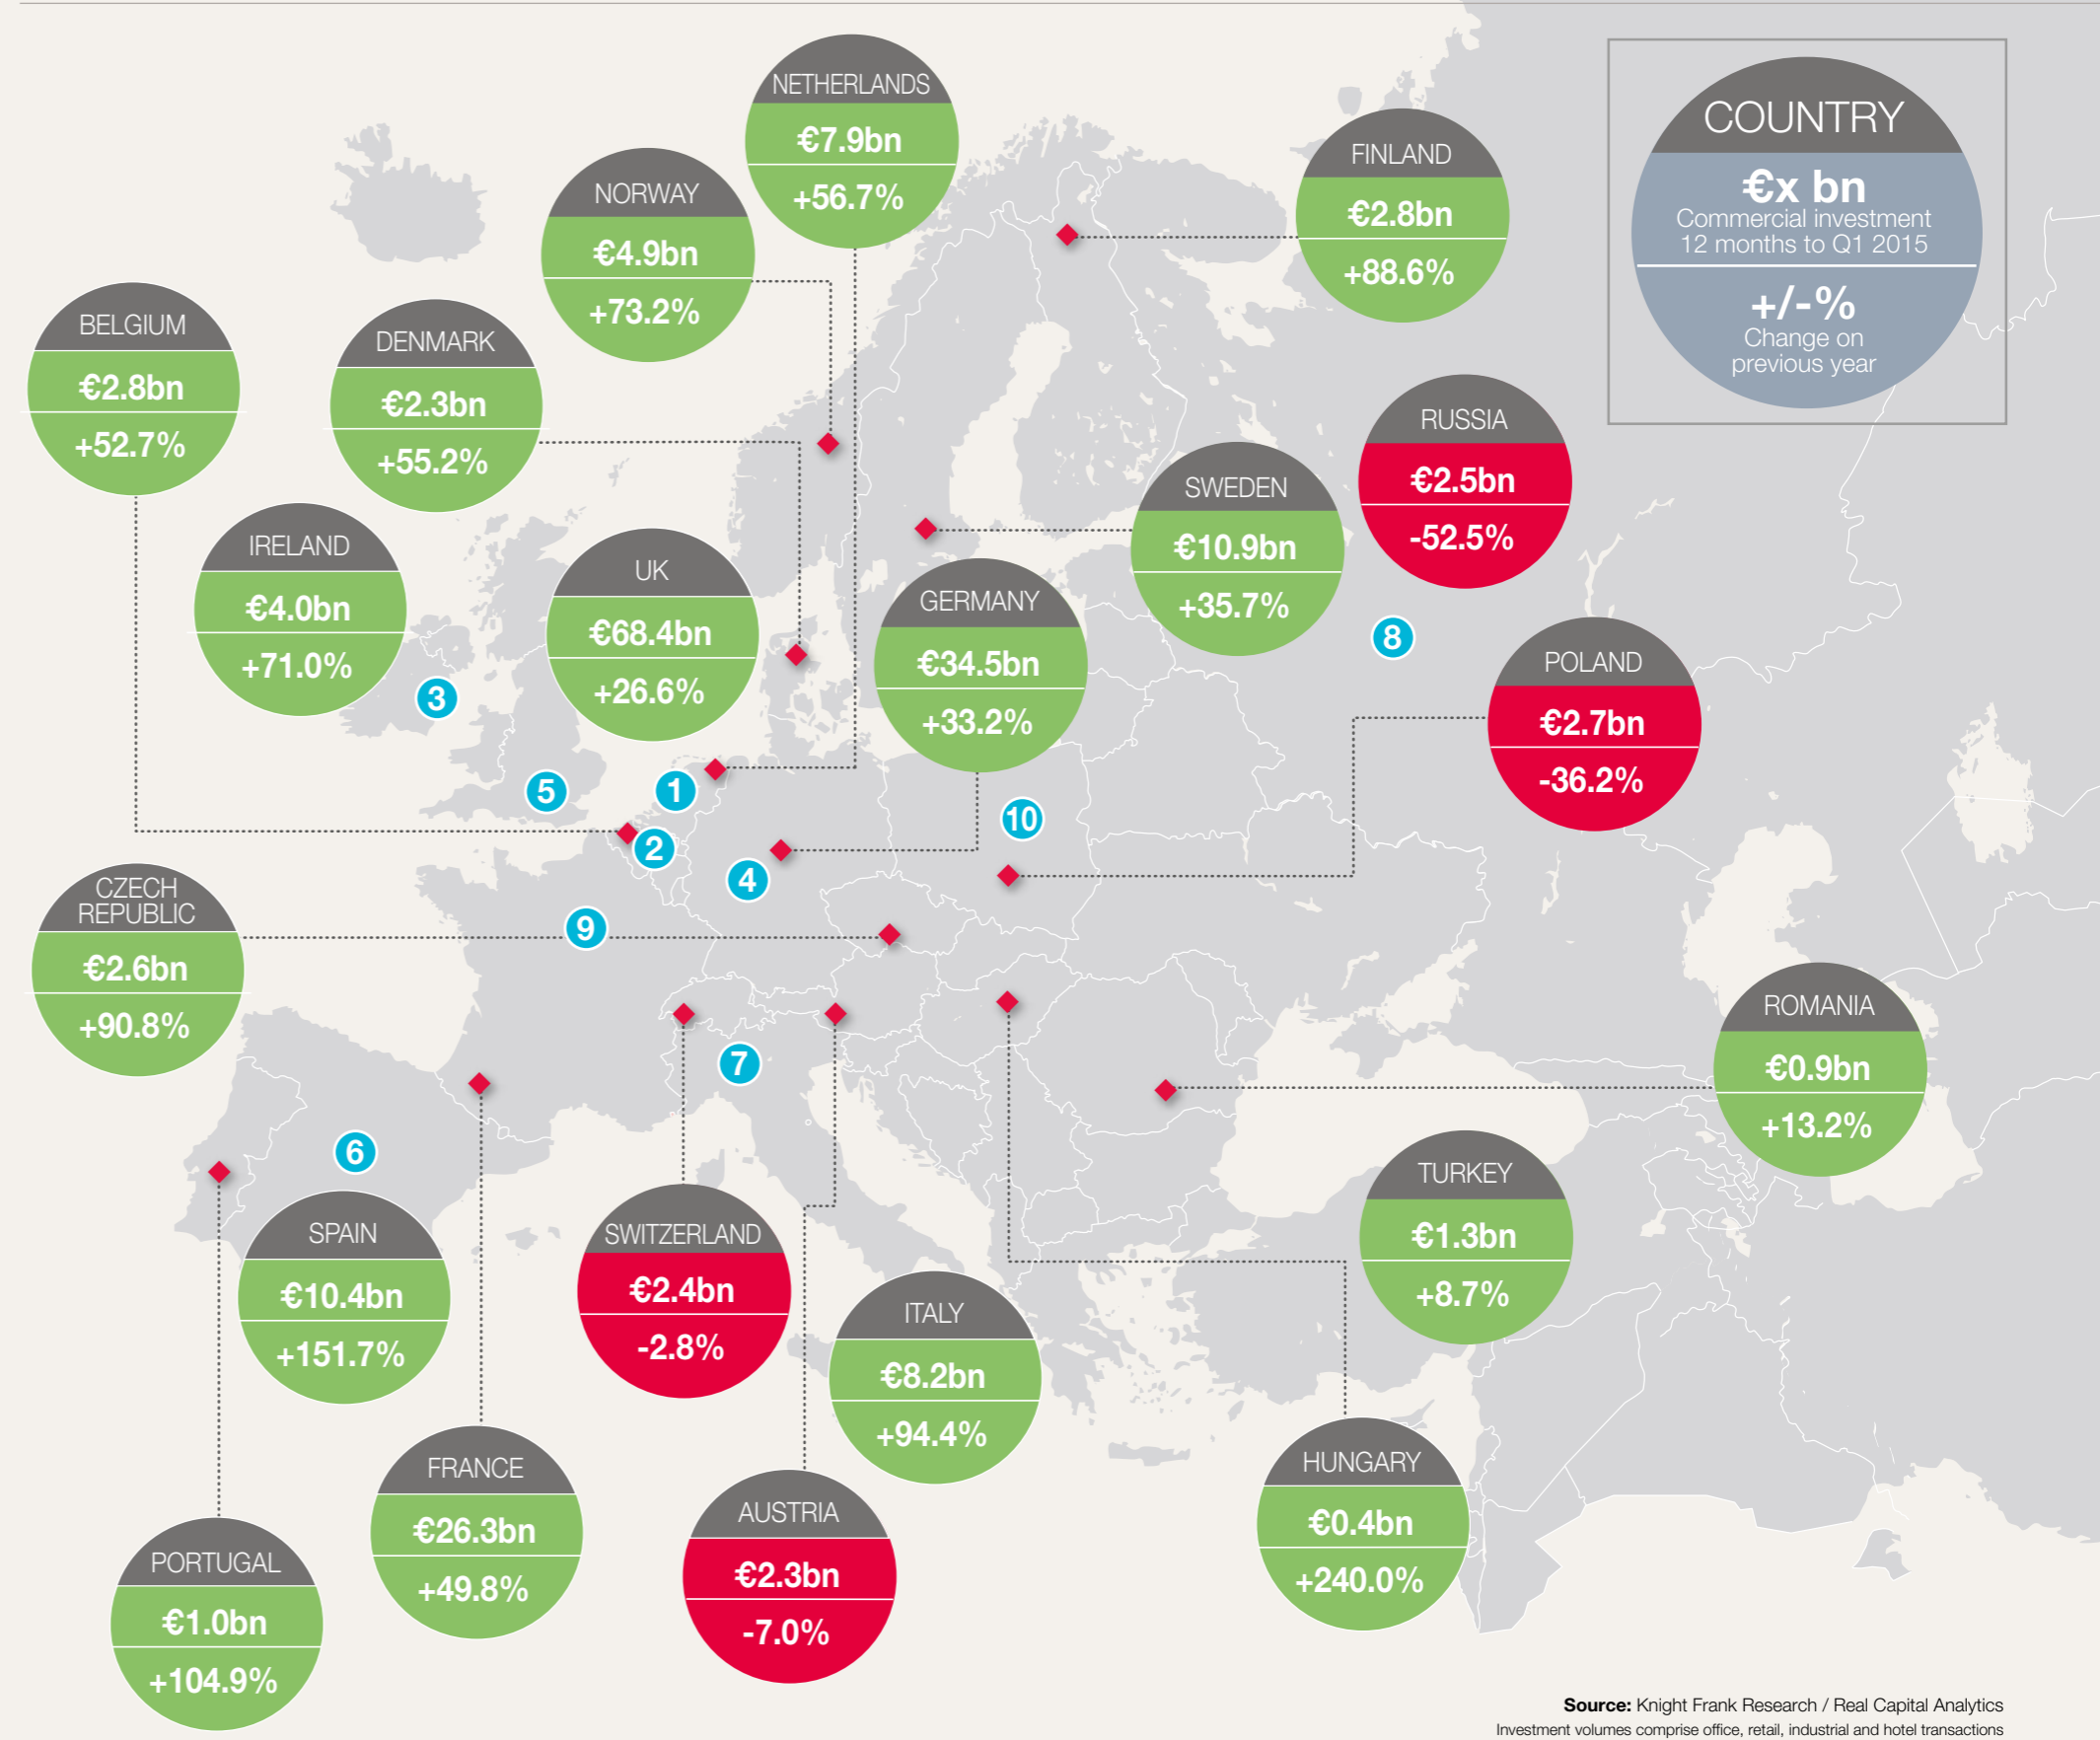 NETHERLANDS
€7.9bn
+56.7%
COUNTRY
€x bn
Commercial investment
12 months to Q1 2015
+/-%
Change on
previous year
FINLAND
€2.8bn
+88.6%
NORWAY
€4.9bn
+73.2%
BELGIUM
€2.8bn
+52.7%
DENMARK
€2.3bn
+55.2%
RUSSIA
€2.5bn
-52.5%
SWEDEN
€10.9bn
+35.7%
IRELAND
€4.0bn
+71.0%
UK
€68.4bn
+26.6%
GERMANY
€34.5bn
+33.2%
8
POLAND
€2.7bn
-36.2%
3
5
1
10
2
4
CZECH
REPUBLIC
€2.6bn
+90.8%
9
7
ROMANIA
€0.9bn
+13.2%
6
SPAIN
€10.4bn
+151.7%
SWITZERLAND
€2.4bn
-2.8%
TURKEY
€1.3bn
+8.7%
ITALY
€8.2bn
+94.4%
FRANCE
€26.3bn
+49.8%
HUNGARY
€0.4bn
+240.0%
AUSTRIA
€2.3bn
-7.0%
PORTUGAL
€1.0bn
+104.9%
Source: Knight Frank Research / Real Capital Analytics
Investment volumes comprise office, retail, industrial and hotel transactions